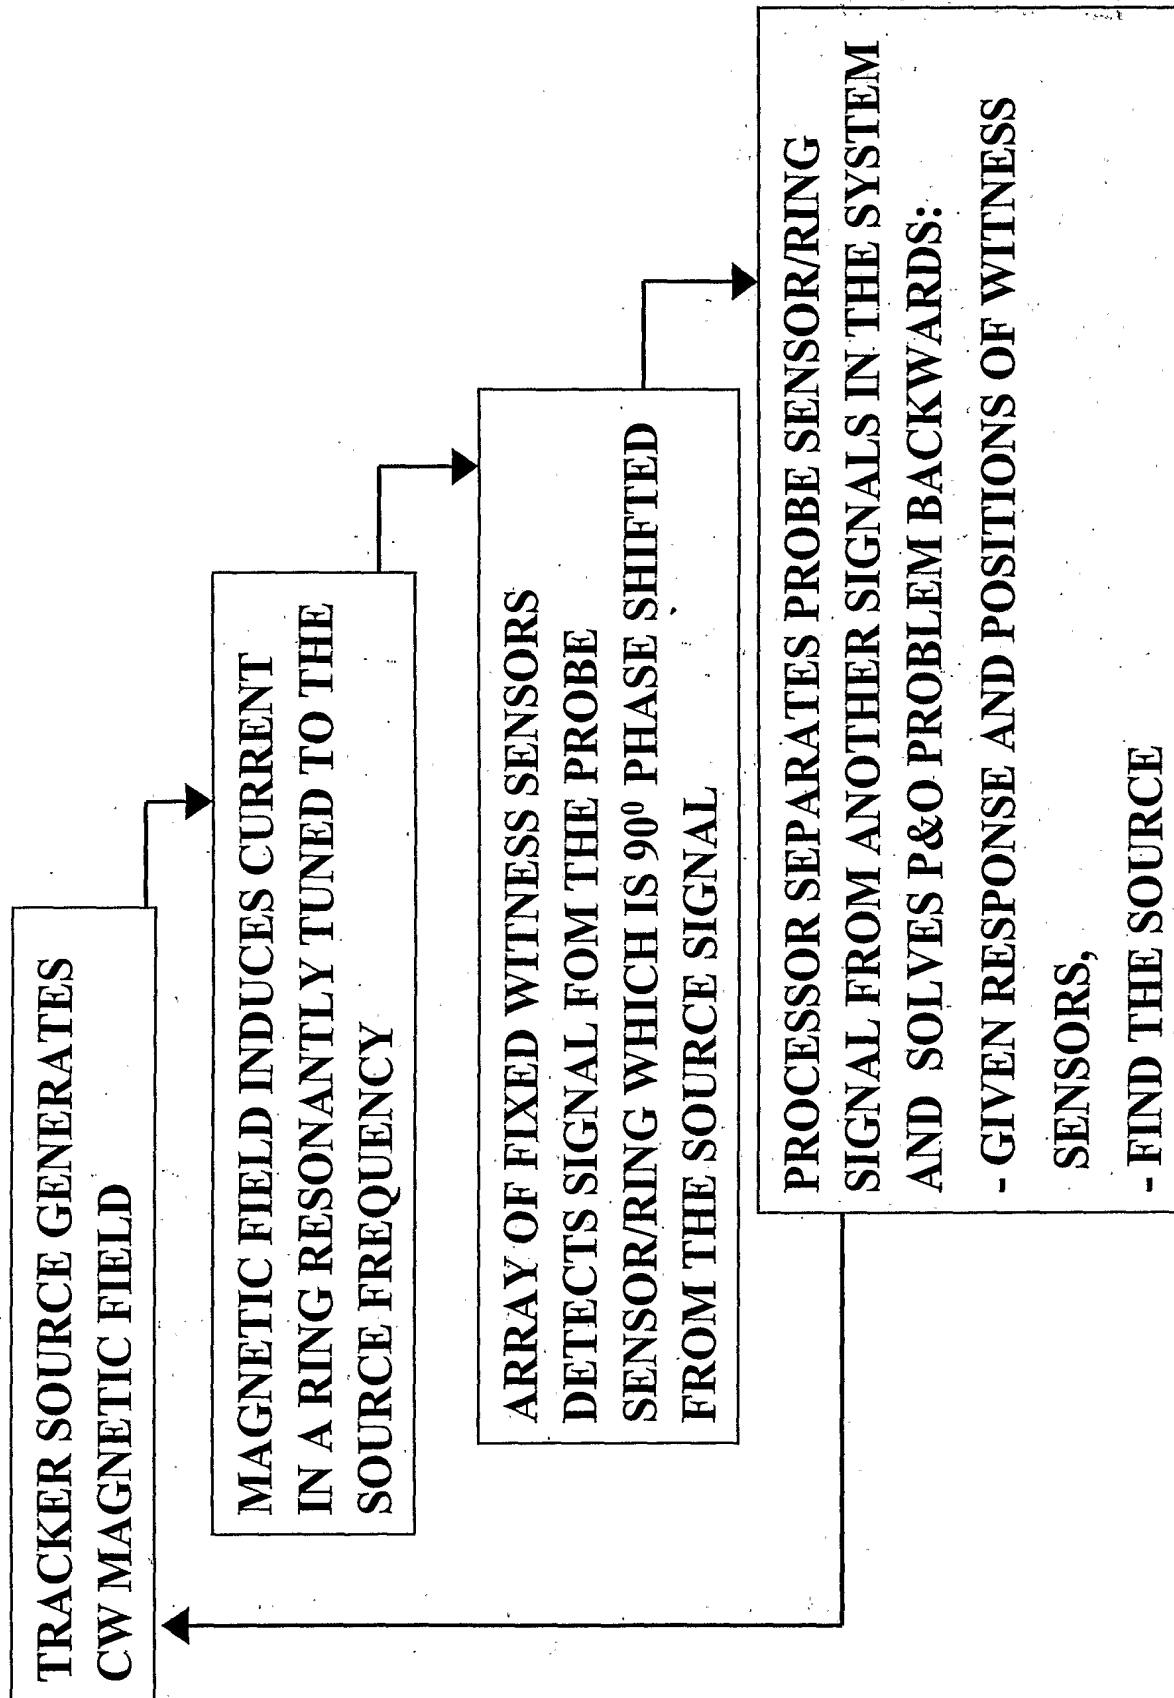 TRACKER SOURCE GENERATES
CW MAGNETIC FIELD
MAGNETIC FIELD INDUCES CURRENT
IN A RING RESONANTLY TUNED TO THE
SOURCE FREQUENCY
ARRAY OF FIXED WITNESS SENSORS
DETECTS SIGNAL FOM THE PROBE
SENSOR/RING WHICH IS 90⁰ PHASE SHIFTED
FROM THE SOURCE SIGNAL
PROCESSOR SEPARATES PROBE SENSOR/RING
SIGNAL FROM ANOTHER SIGNALS IN THE SYSTEM
AND SOLVES P&O PROBLEM BACKWARDS:
- GIVEN RESPONSE AND POSITIONS OF WITNESS
SENSORS,
- FIND THE SOURCE